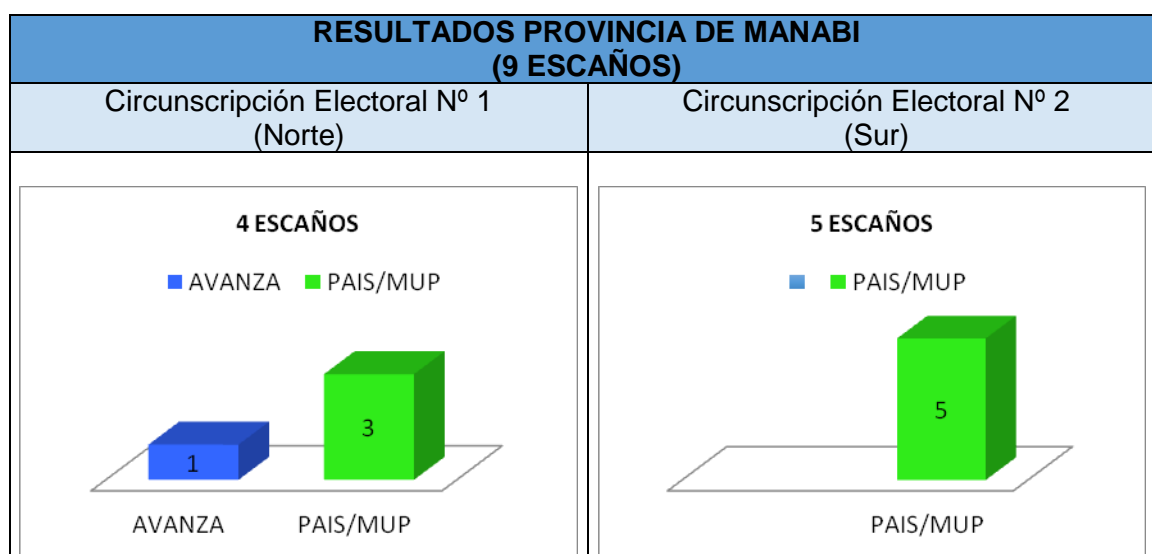 RESULTADOS PROVINCIA DE MANABI
(9 ESCAÑOS)
Circunscripción Electoral Nº 1
(Norte)
Circunscripción Electoral Nº 2
(Sur)
4 ESCAÑOS
AVANZA PAIS/MUP
1
3
AVANZA PAIS/MUP
5 ESCAÑOS
PAIS/MUP
5
PAIS/MUP